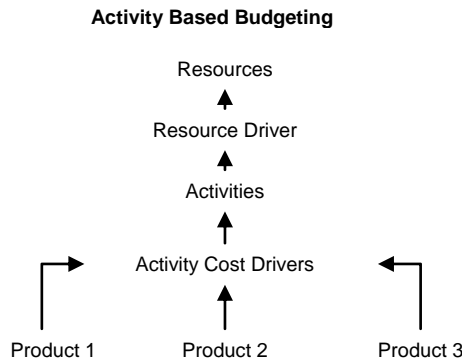 Activity Based Budgeting
Resources
Resource Driver
Activities
Activity Cost Drivers
Product 1 Product 2 Product 3